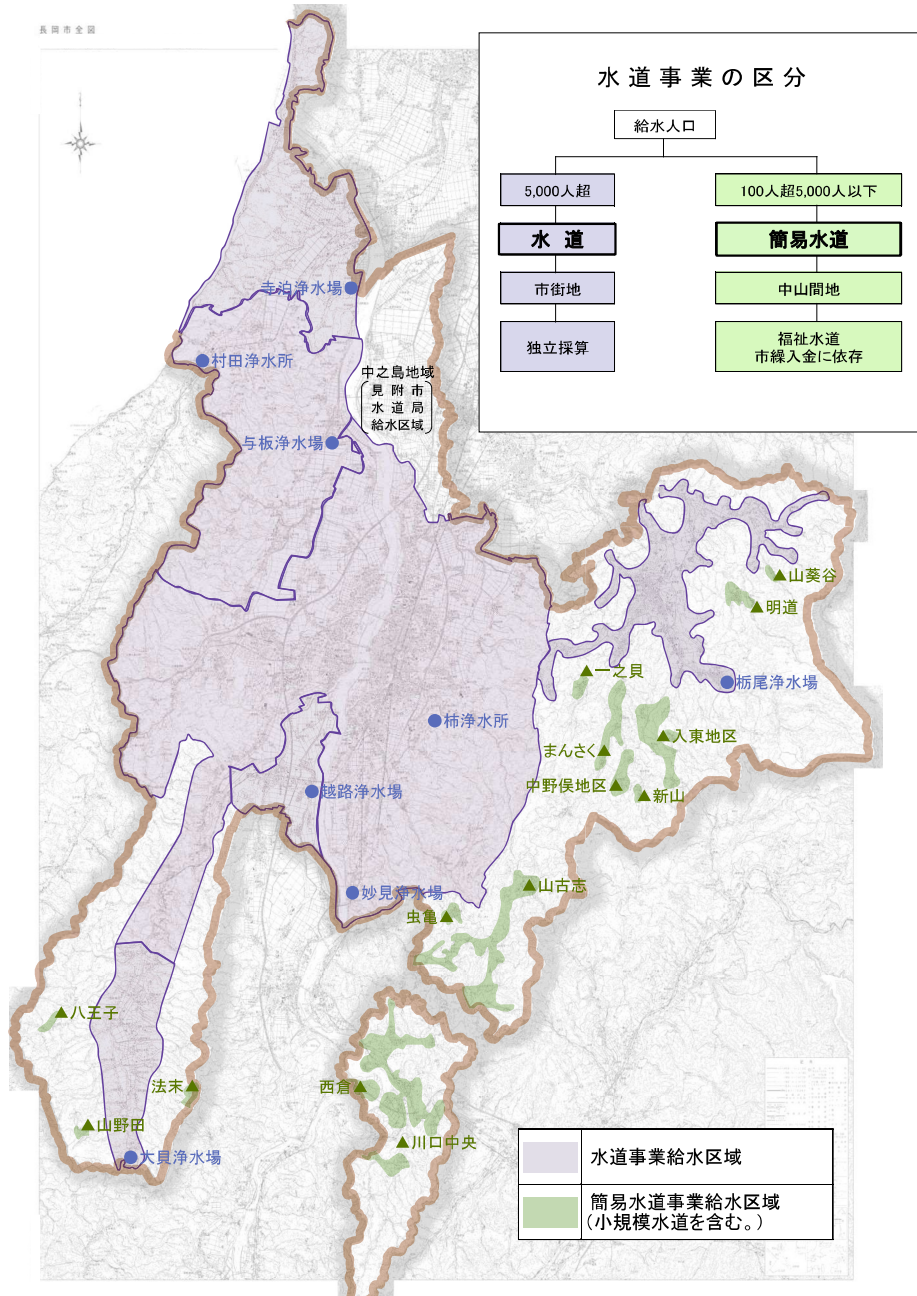 長岡市全図
水道事業の区分
給水人口
5,000人超
100人超5,000人以下
水道
簡易水道
市街地
中山間地
独立採算
福祉水道
市繰入金に依存
寺泊浄水場
村田浄水所
中之島地域
見附市
水道局
給水区域
与板浄水場
山葵谷
明道
一之貝
栃尾浄水場
柿浄水所
入東地区
まんさく
中野俣地区
新山
越路浄水場
妙見浄水場
山古志
虫亀
八王子
法末
西倉
山野田
川口中央
大貝浄水場
水道事業給水区域
簡易水道事業給水区域
(小規模水道を含む。)